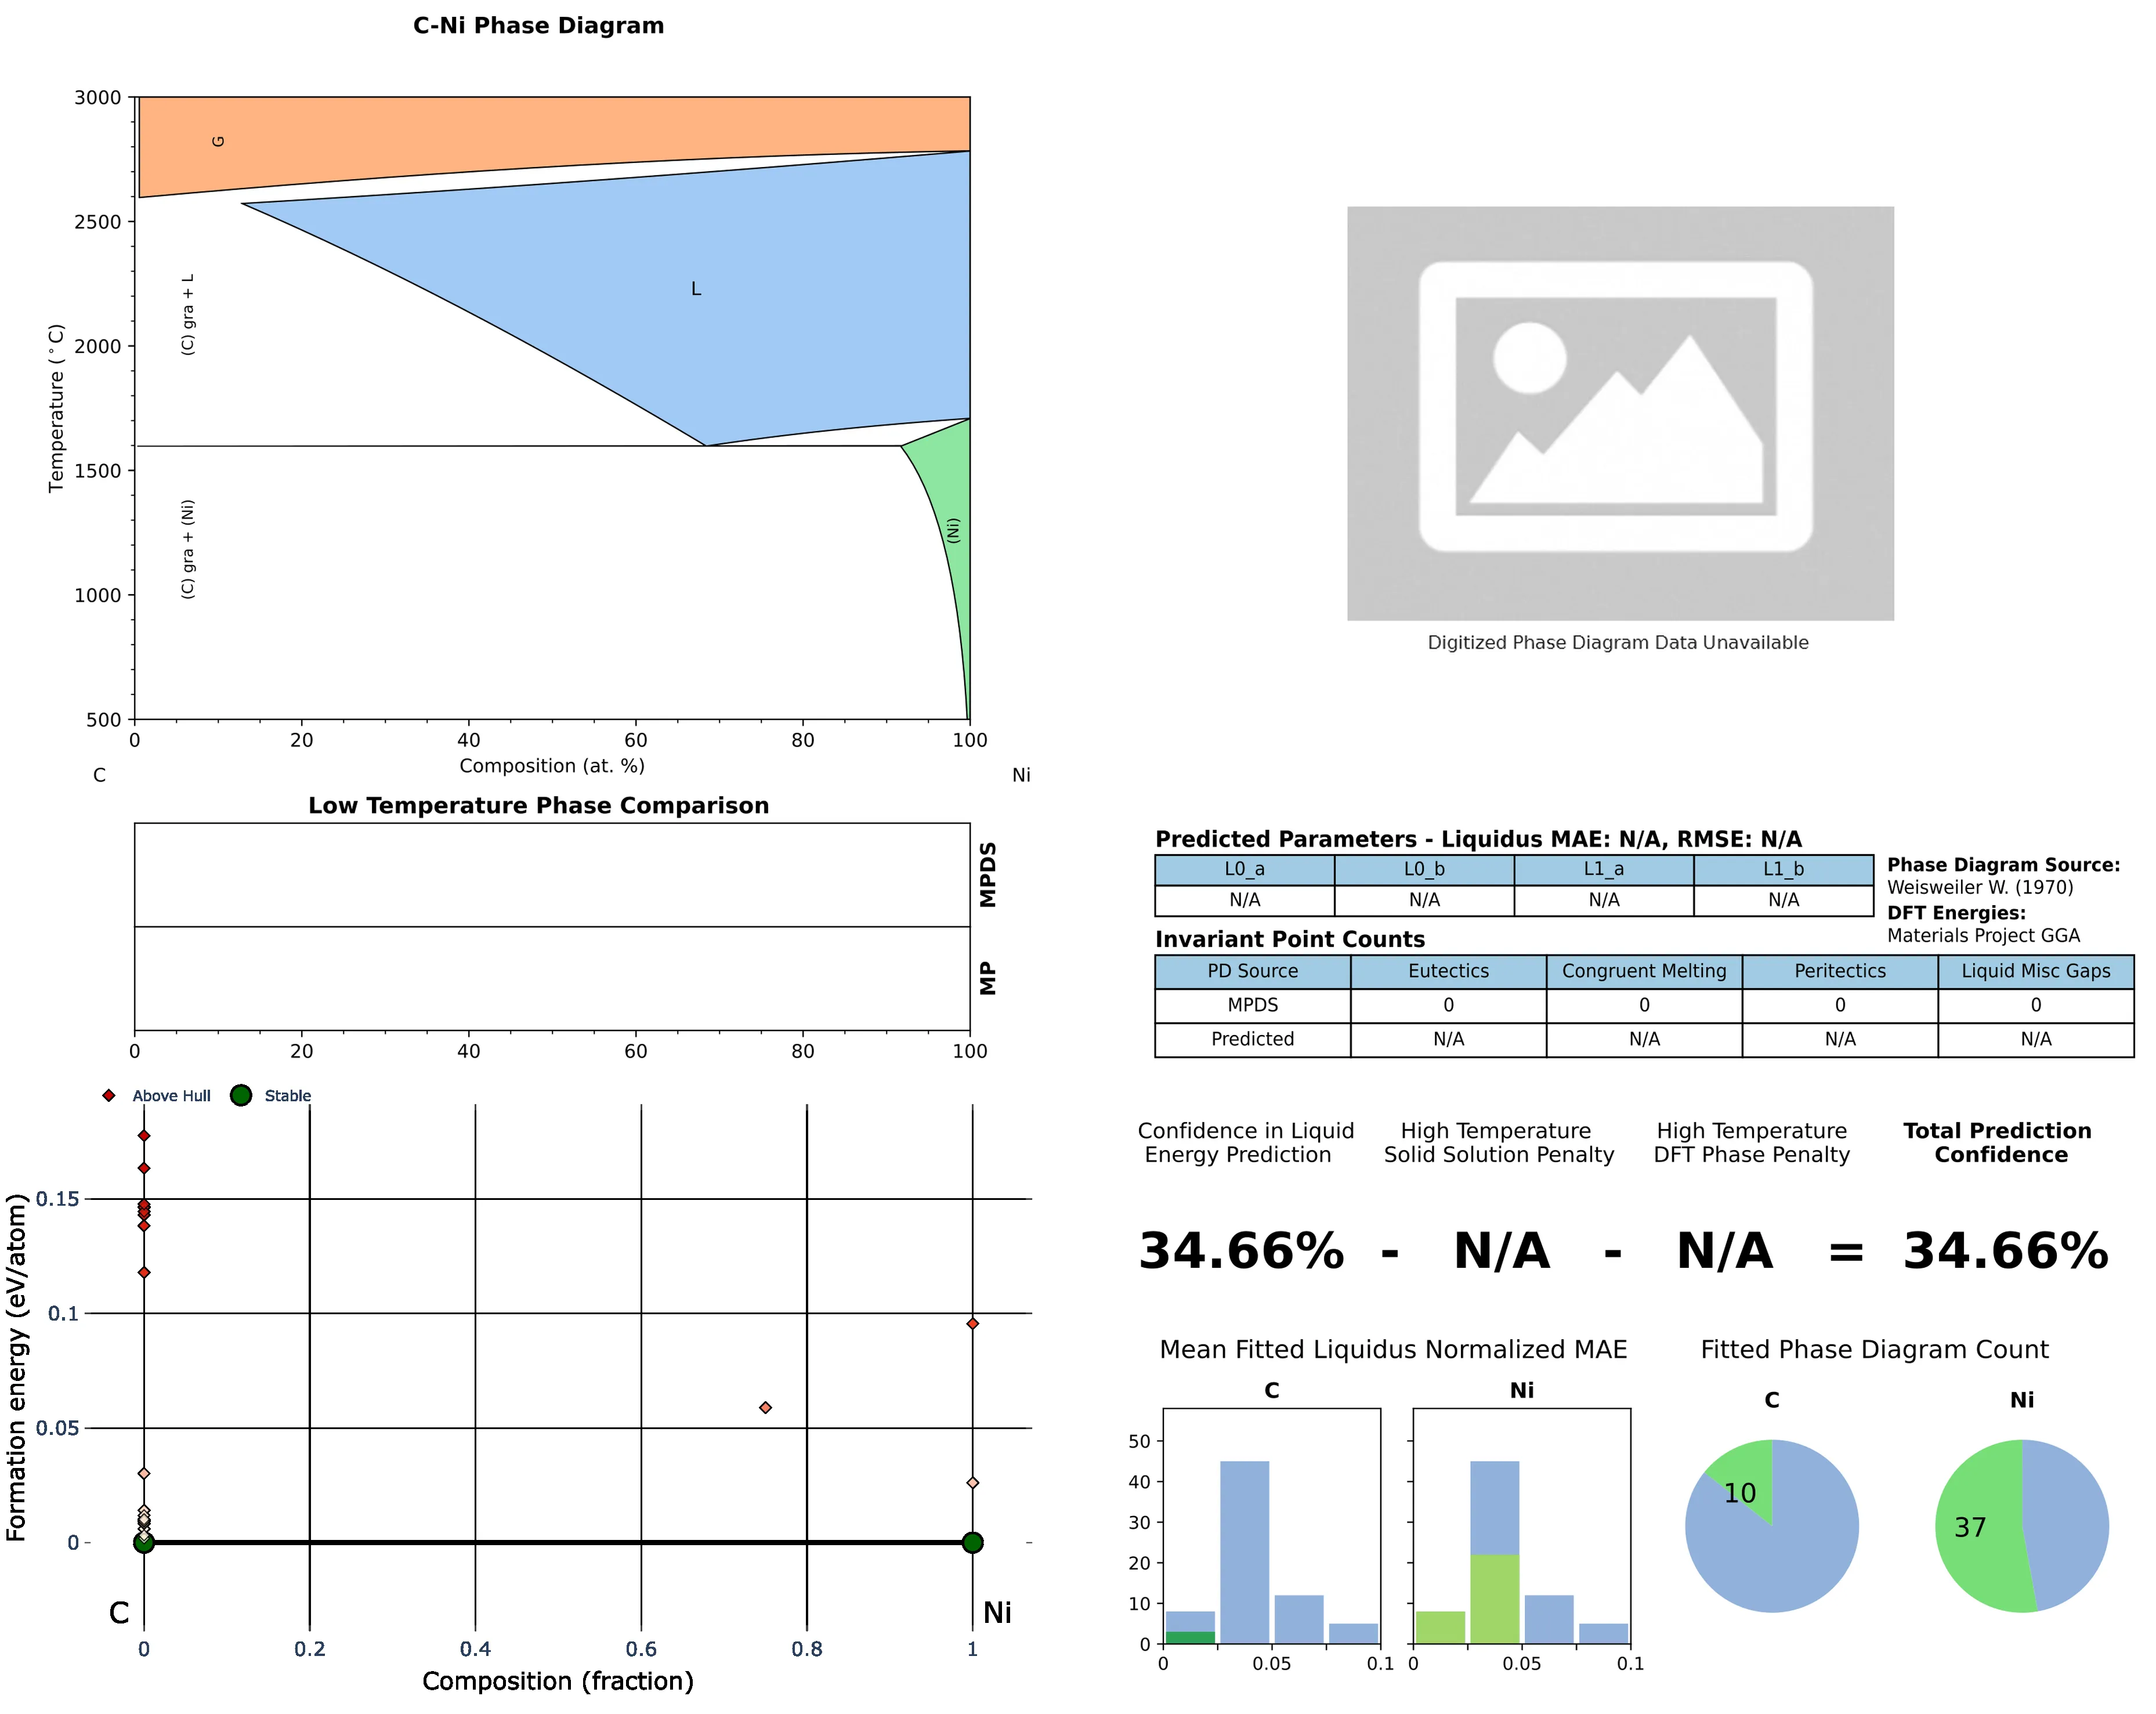 C-Ni Phase Diagram
3000
2500
2000
1500
1000
500
Temperature (°C)
G
(C) gra + L
L
(C) gra + (Ni)
(Ni)
0 20 40 60 80 100
Composition (at. %)
C Ni
Digitized Phase Diagram Data Unavailable
Low Temperature Phase Comparison
MPDS
MP
0 20 40 60 80 100
Predicted Parameters - Liquidus MAE: N/A, RMSE: N/A
L0_a L0_b L1_a L1_b
N/A N/A N/A N/A
Phase Diagram Source:
Weisweiler W. (1970)
DFT Energies:
Materials Project GGA
Invariant Point Counts
PD Source Eutectics Congruent Melting Peritectics Liquid Misc Gaps
MPDS 0 0 0 0
Predicted N/A N/A N/A N/A
Above Hull Stable
0.15
0.1
0.05
0
Formation energy (eV/atom)
C Ni
0 0.2 0.4 0.6 0.8 1
Composition (fraction)
Confidence in Liquid
Energy Prediction
High Temperature
Solid Solution Penalty
High Temperature
DFT Phase Penalty
Total Prediction
Confidence
34.66% - N/A - N/A = 34.66%
Mean Fitted Liquidus Normalized MAE
C Ni
50
40
30
20
10
0
0 0.05 0.1 0 0.05 0.1
Fitted Phase Diagram Count
C Ni
10 37